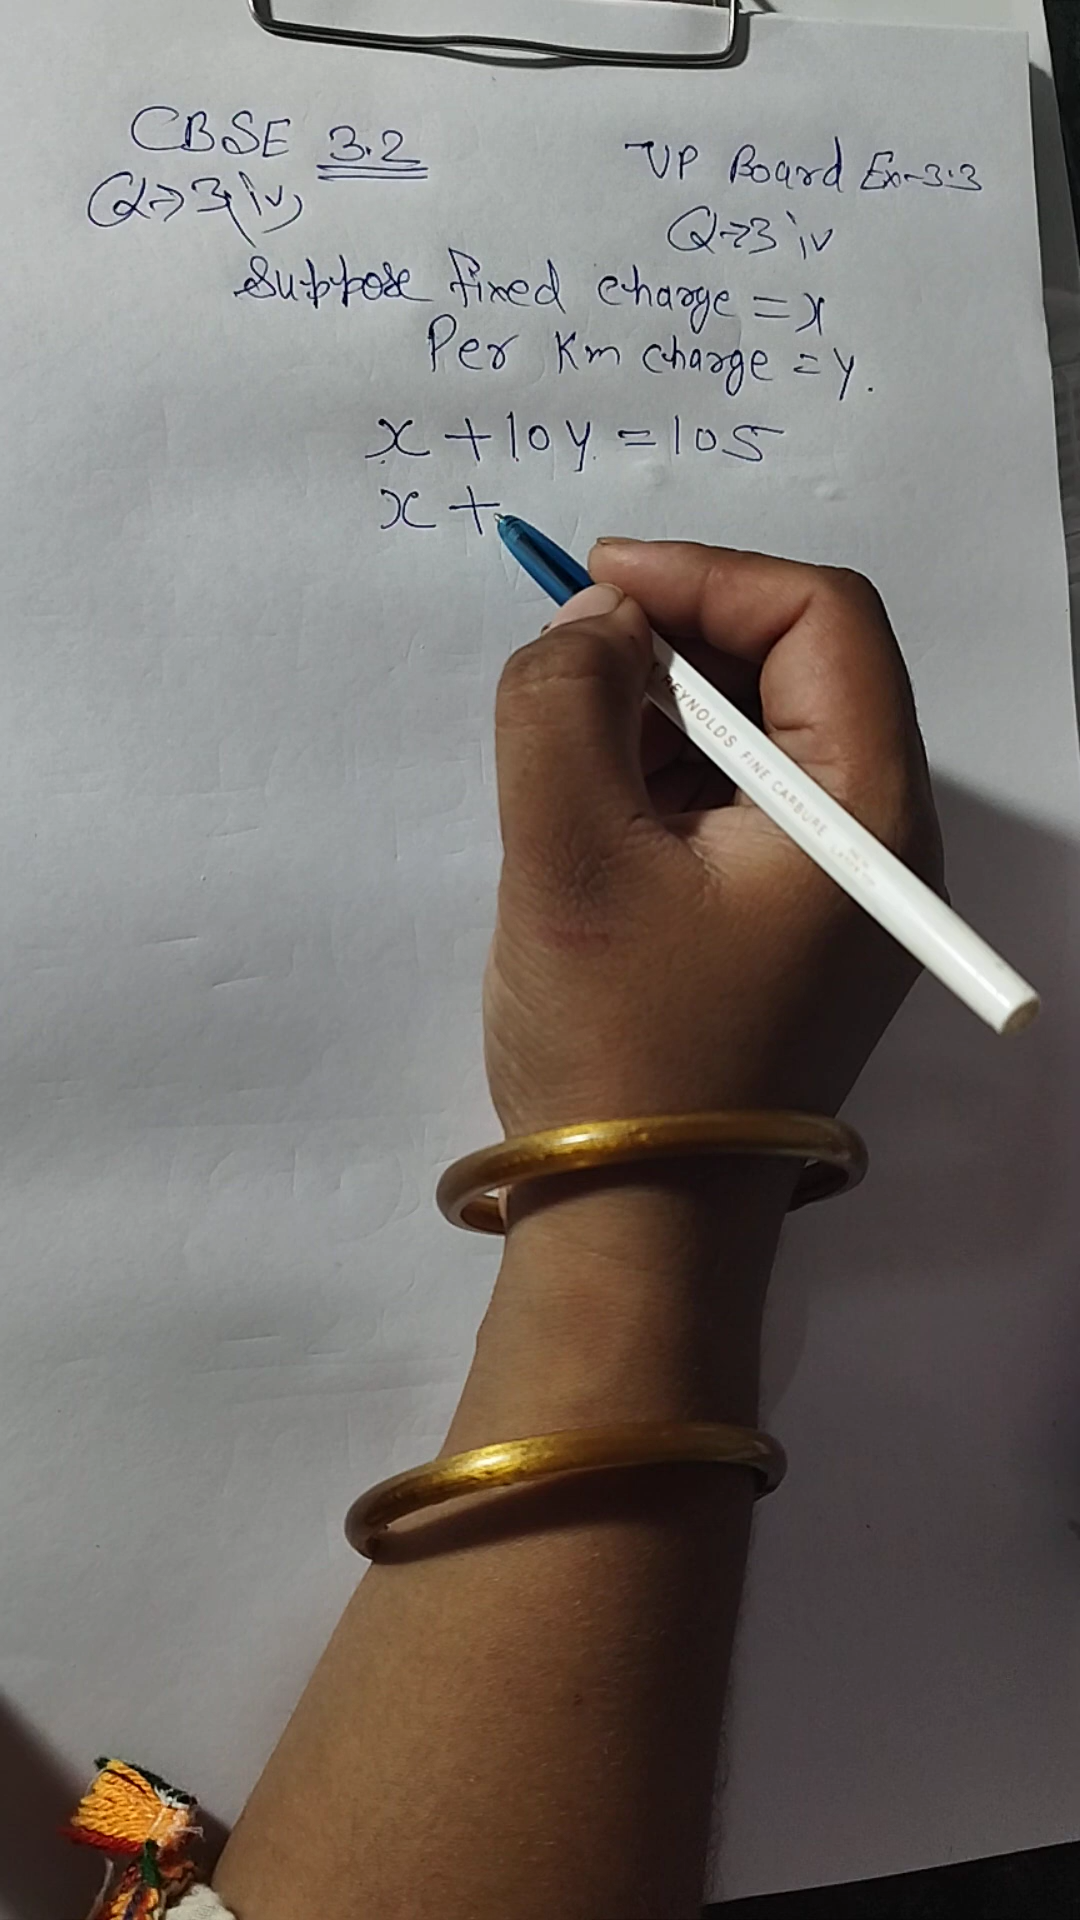 CBSE 3.2
Q→3(iv)
UP Board Ex-3.3
Q→3 iv
Suppose fixed charge = x
Per Km charge = y.
x + 10y = 105
x +
REYNOLDS FINE CARBURE